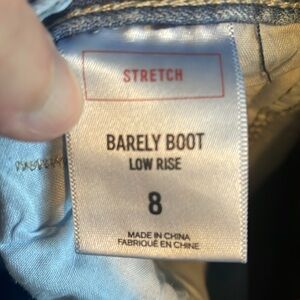 STRETCH
BARELY BOOT
LOW RISE
8
MADE IN CHINA
FABRIQUÉ EN CHINE